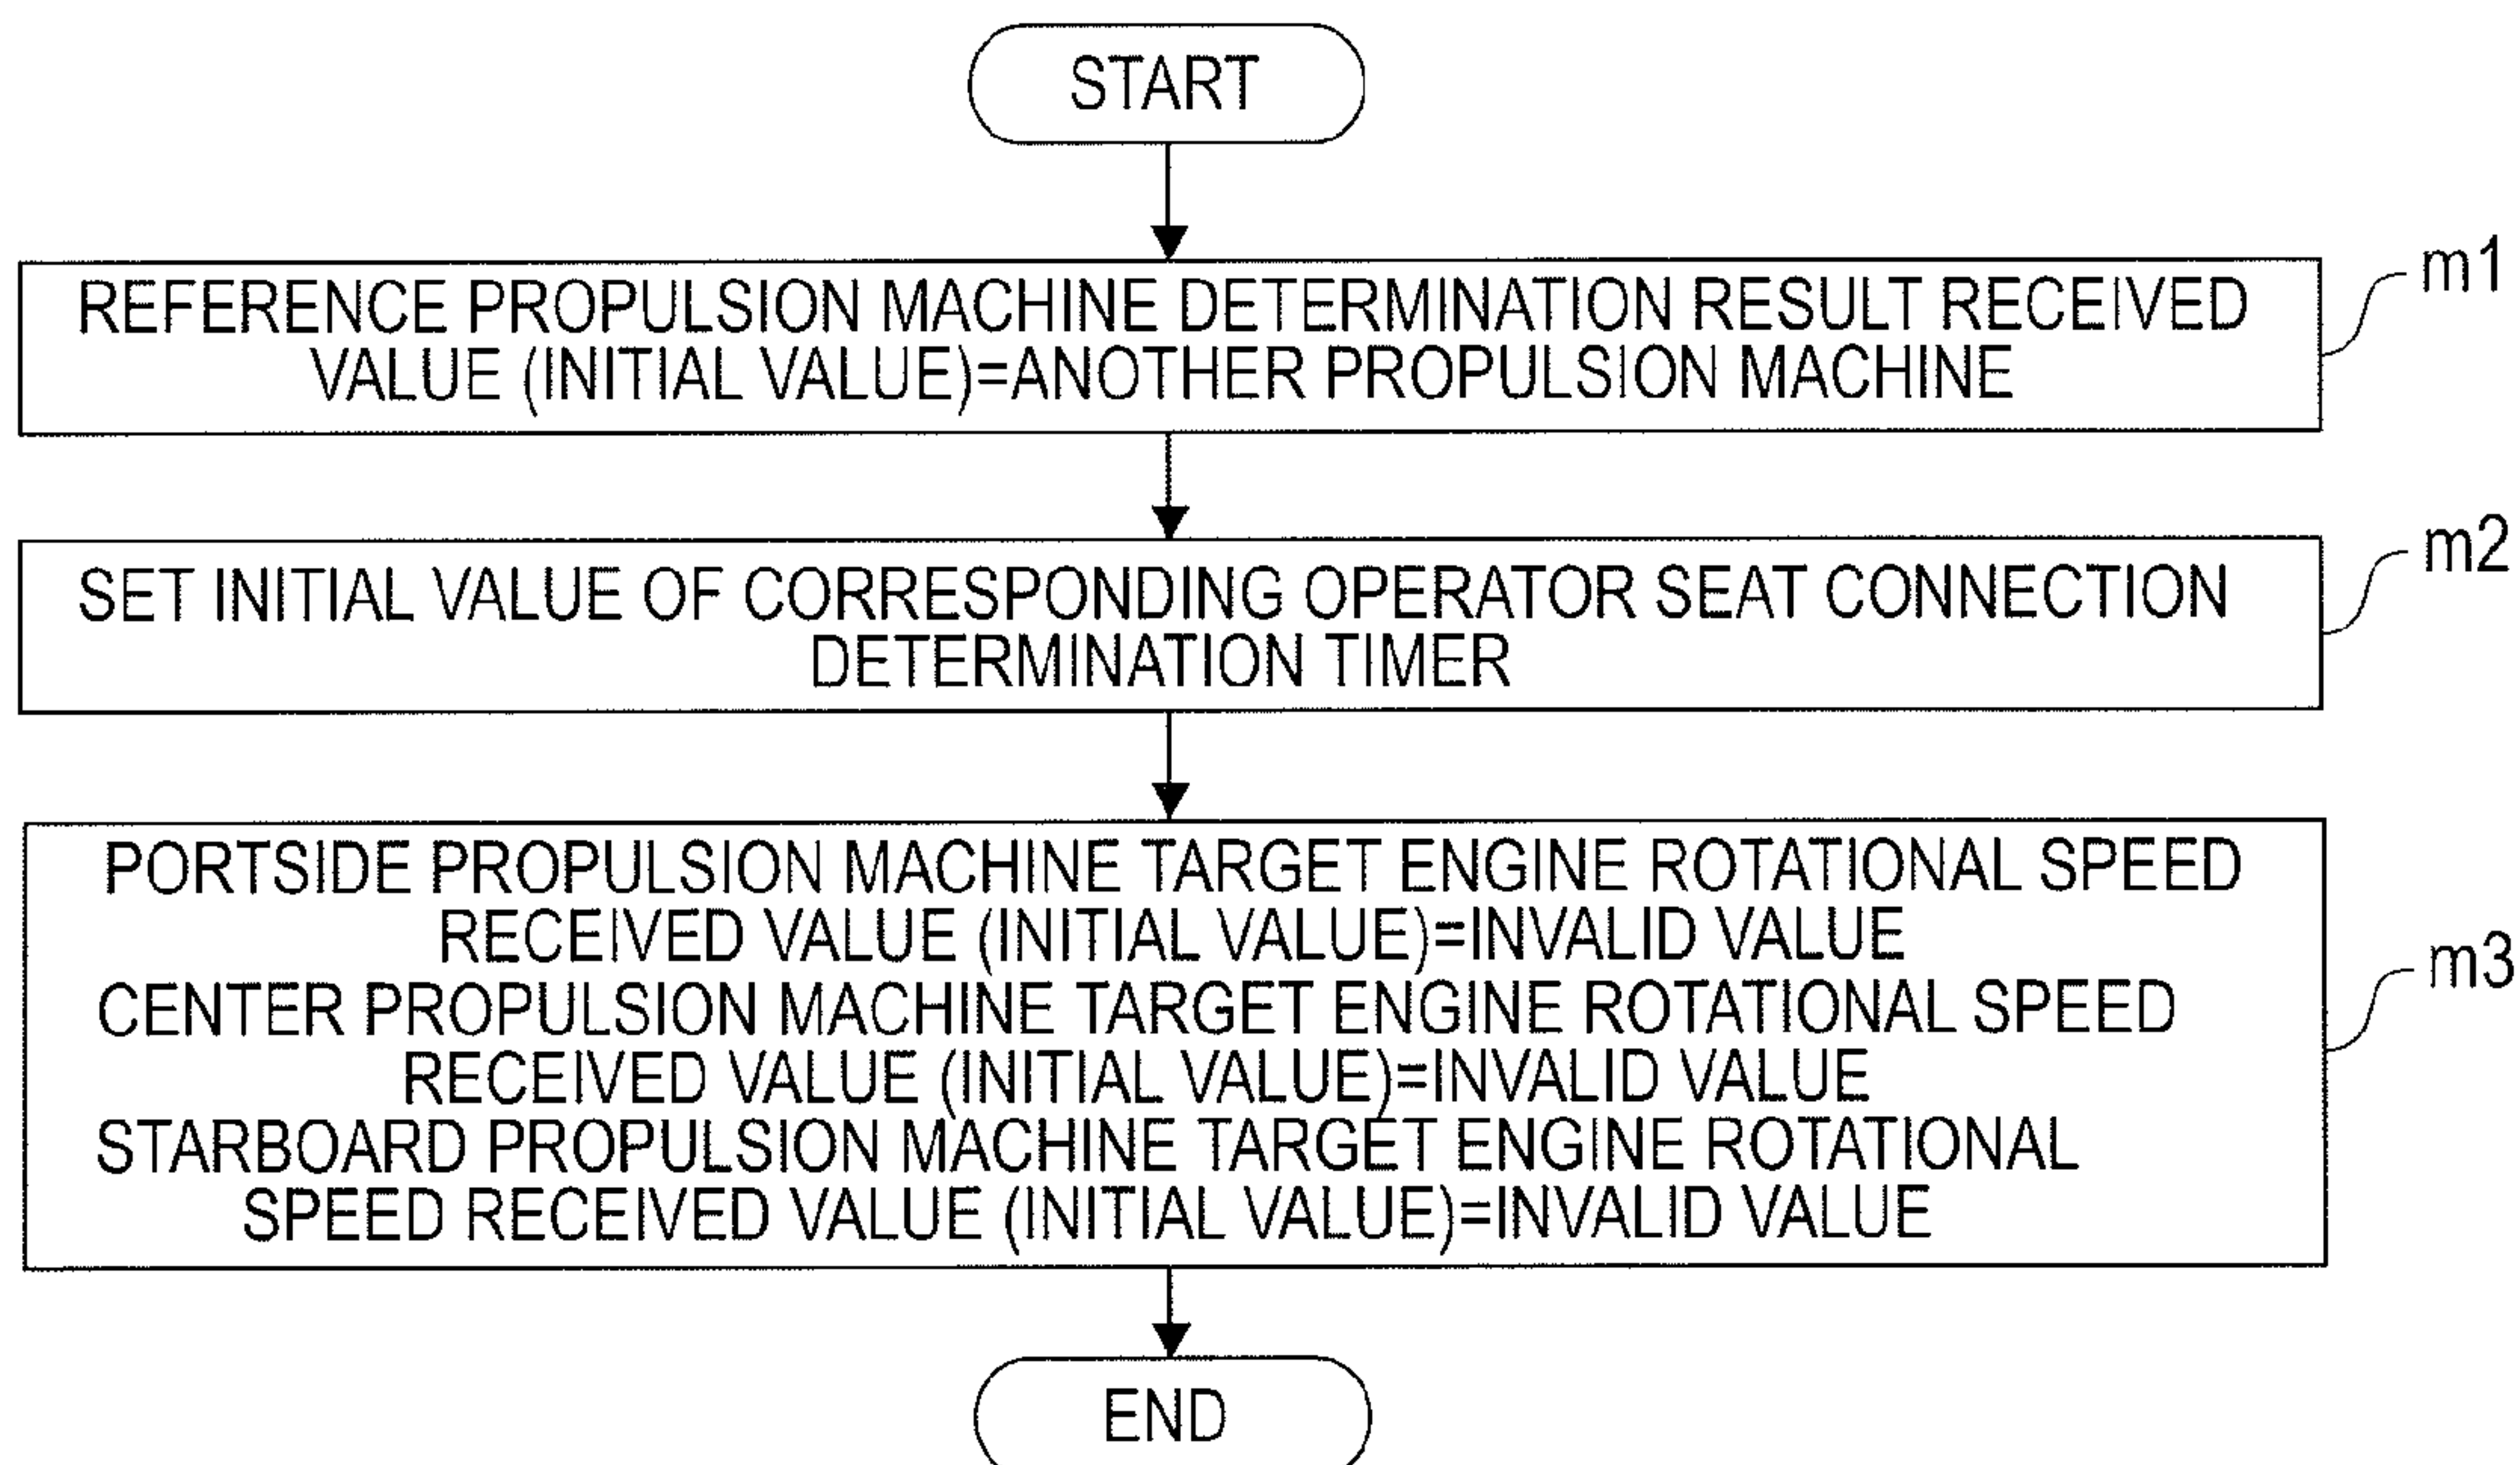 START
REFERENCE PROPULSION MACHINE DETERMINATION RESULT RECEIVED
VALUE (INITIAL VALUE)=ANOTHER PROPULSION MACHINE
m1
SET INITIAL VALUE OF CORRESPONDING OPERATOR SEAT CONNECTION
DETERMINATION TIMER
m2
PORTSIDE PROPULSION MACHINE TARGET ENGINE ROTATIONAL SPEED
RECEIVED VALUE (INITIAL VALUE)=INVALID VALUE
CENTER PROPULSION MACHINE TARGET ENGINE ROTATIONAL SPEED
RECEIVED VALUE (INITIAL VALUE)=INVALID VALUE
STARBOARD PROPULSION MACHINE TARGET ENGINE ROTATIONAL
SPEED RECEIVED VALUE (INITIAL VALUE)=INVALID VALUE
m3
END